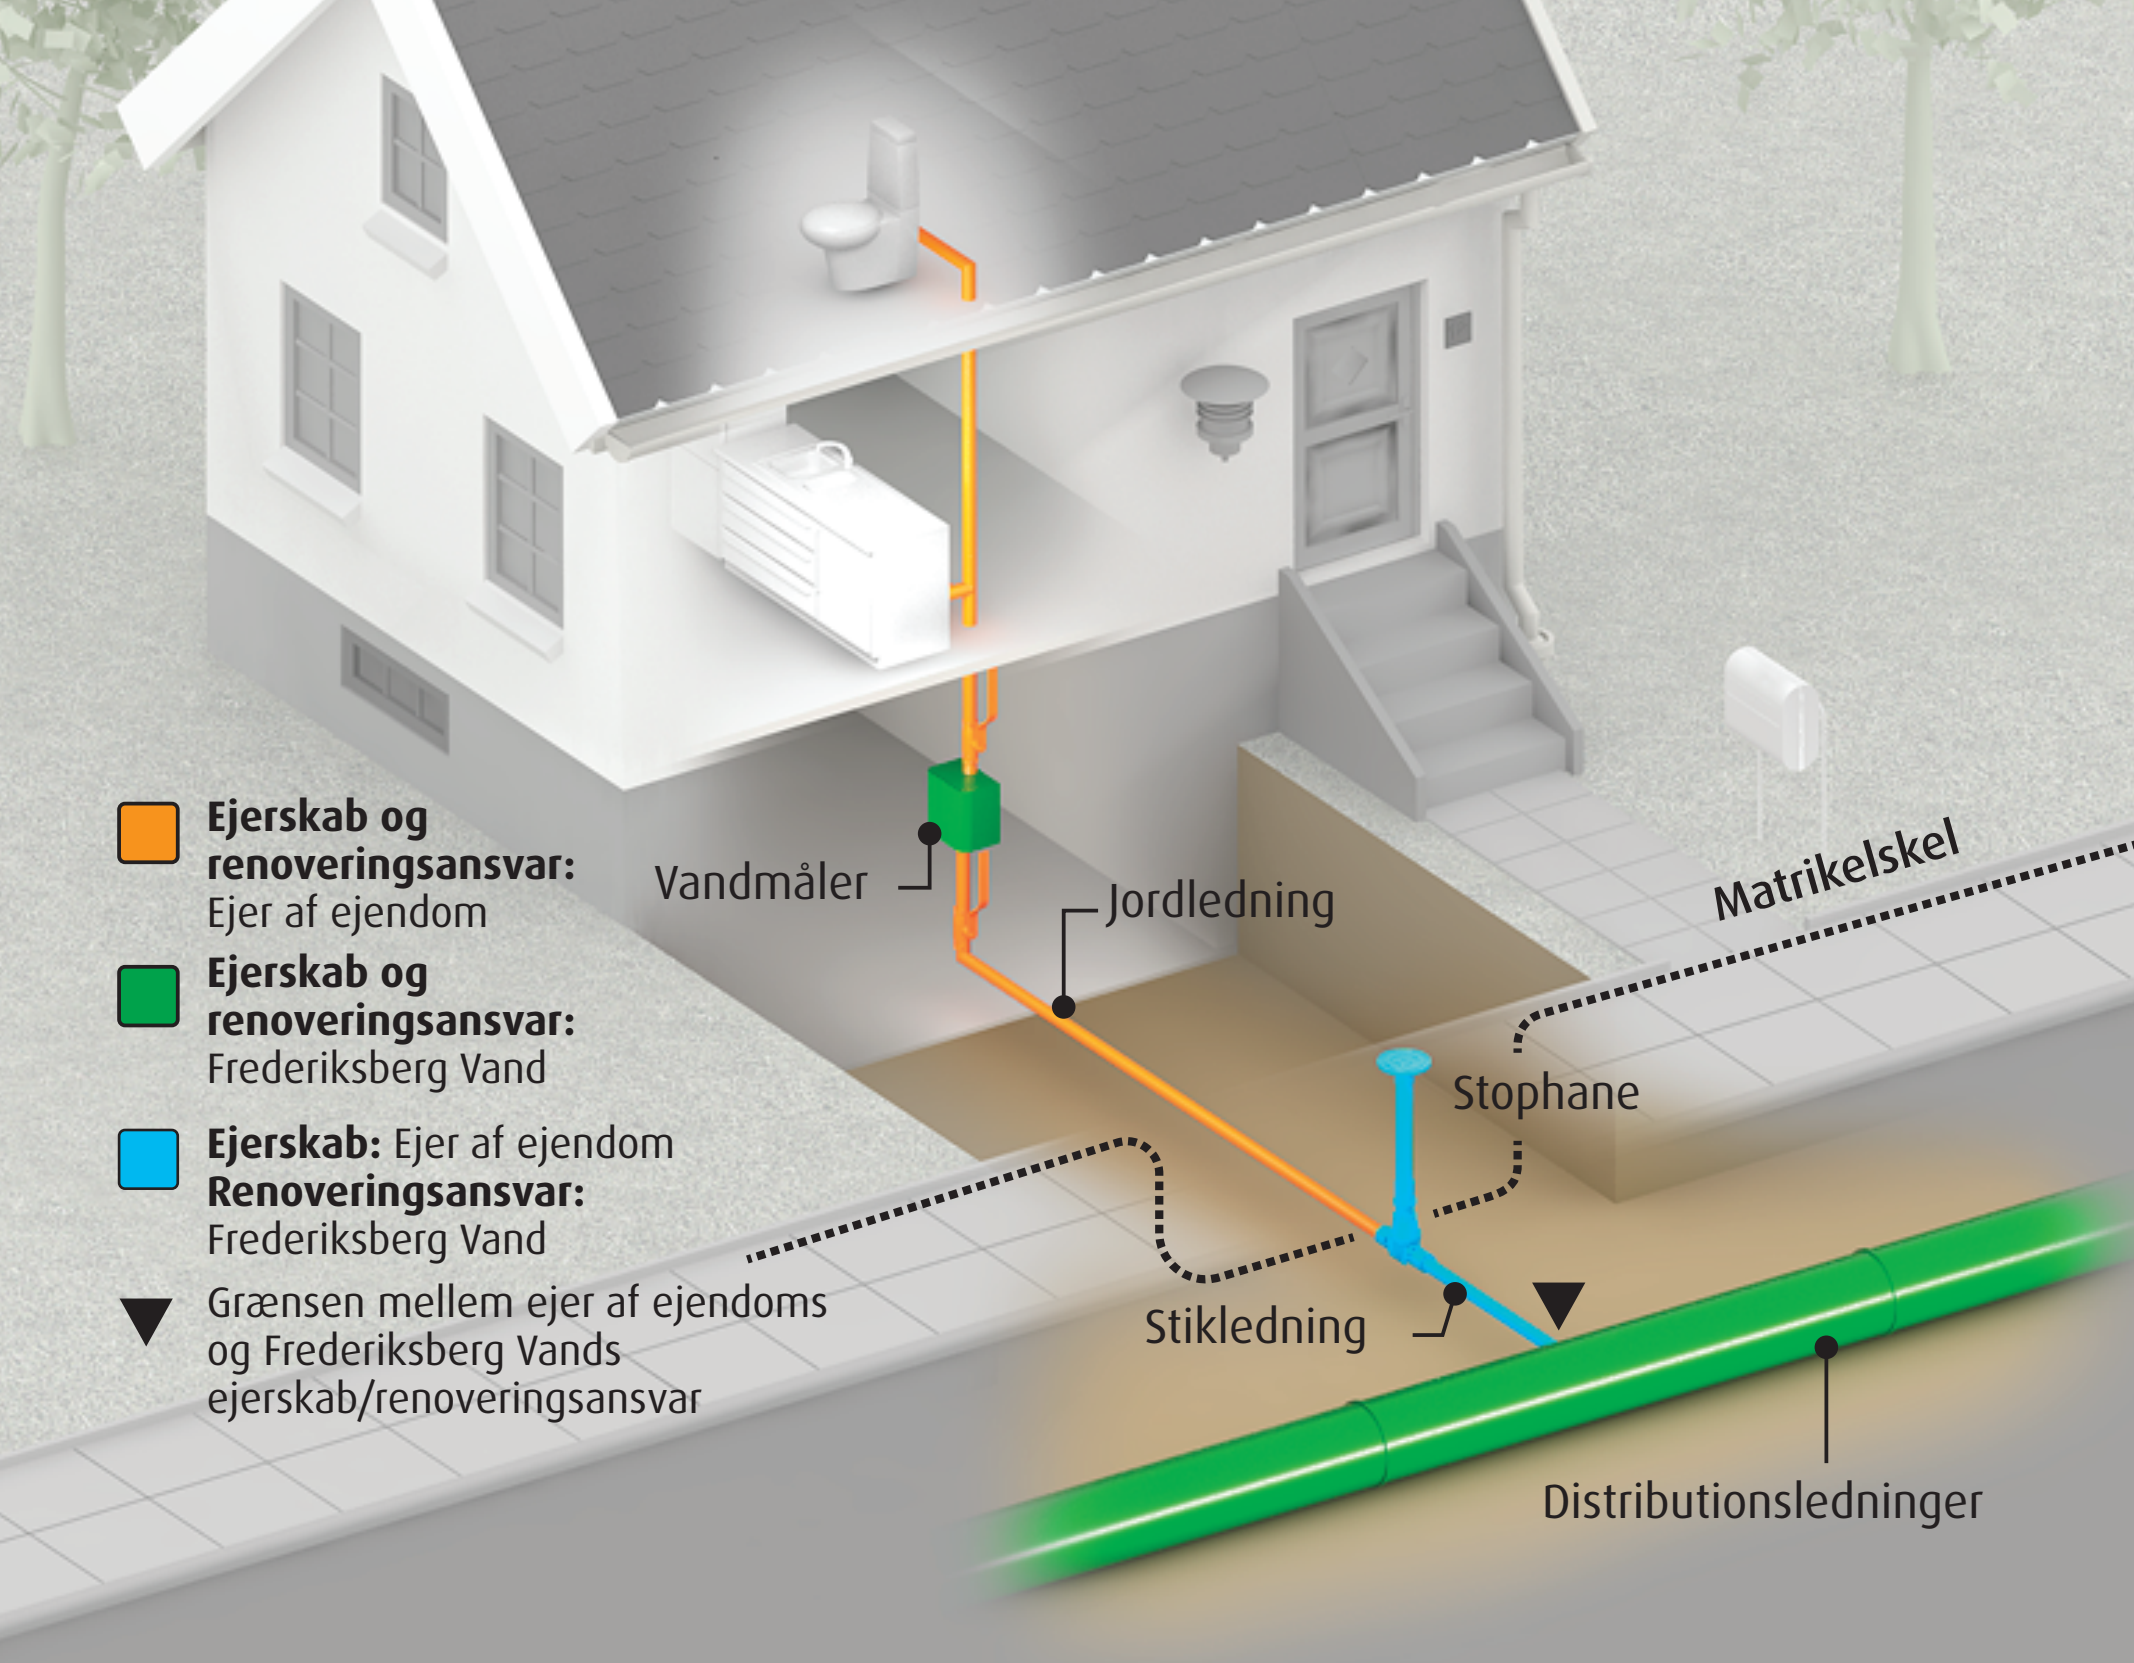 Ejerskab og
renoveringsansvar:
Ejer af ejendom
Ejerskab og
renoveringsansvar:
Frederiksberg Vand
Ejerskab: Ejer af ejendom
Renoveringsansvar:
Frederiksberg Vand
Grænsen mellem ejer af ejendoms
og Frederiksberg Vands
ejerskab/renoveringsansvar
Vandmåler
Jordledning
Matrikelskel
Stophane
Stikledning
Distributionsledninger